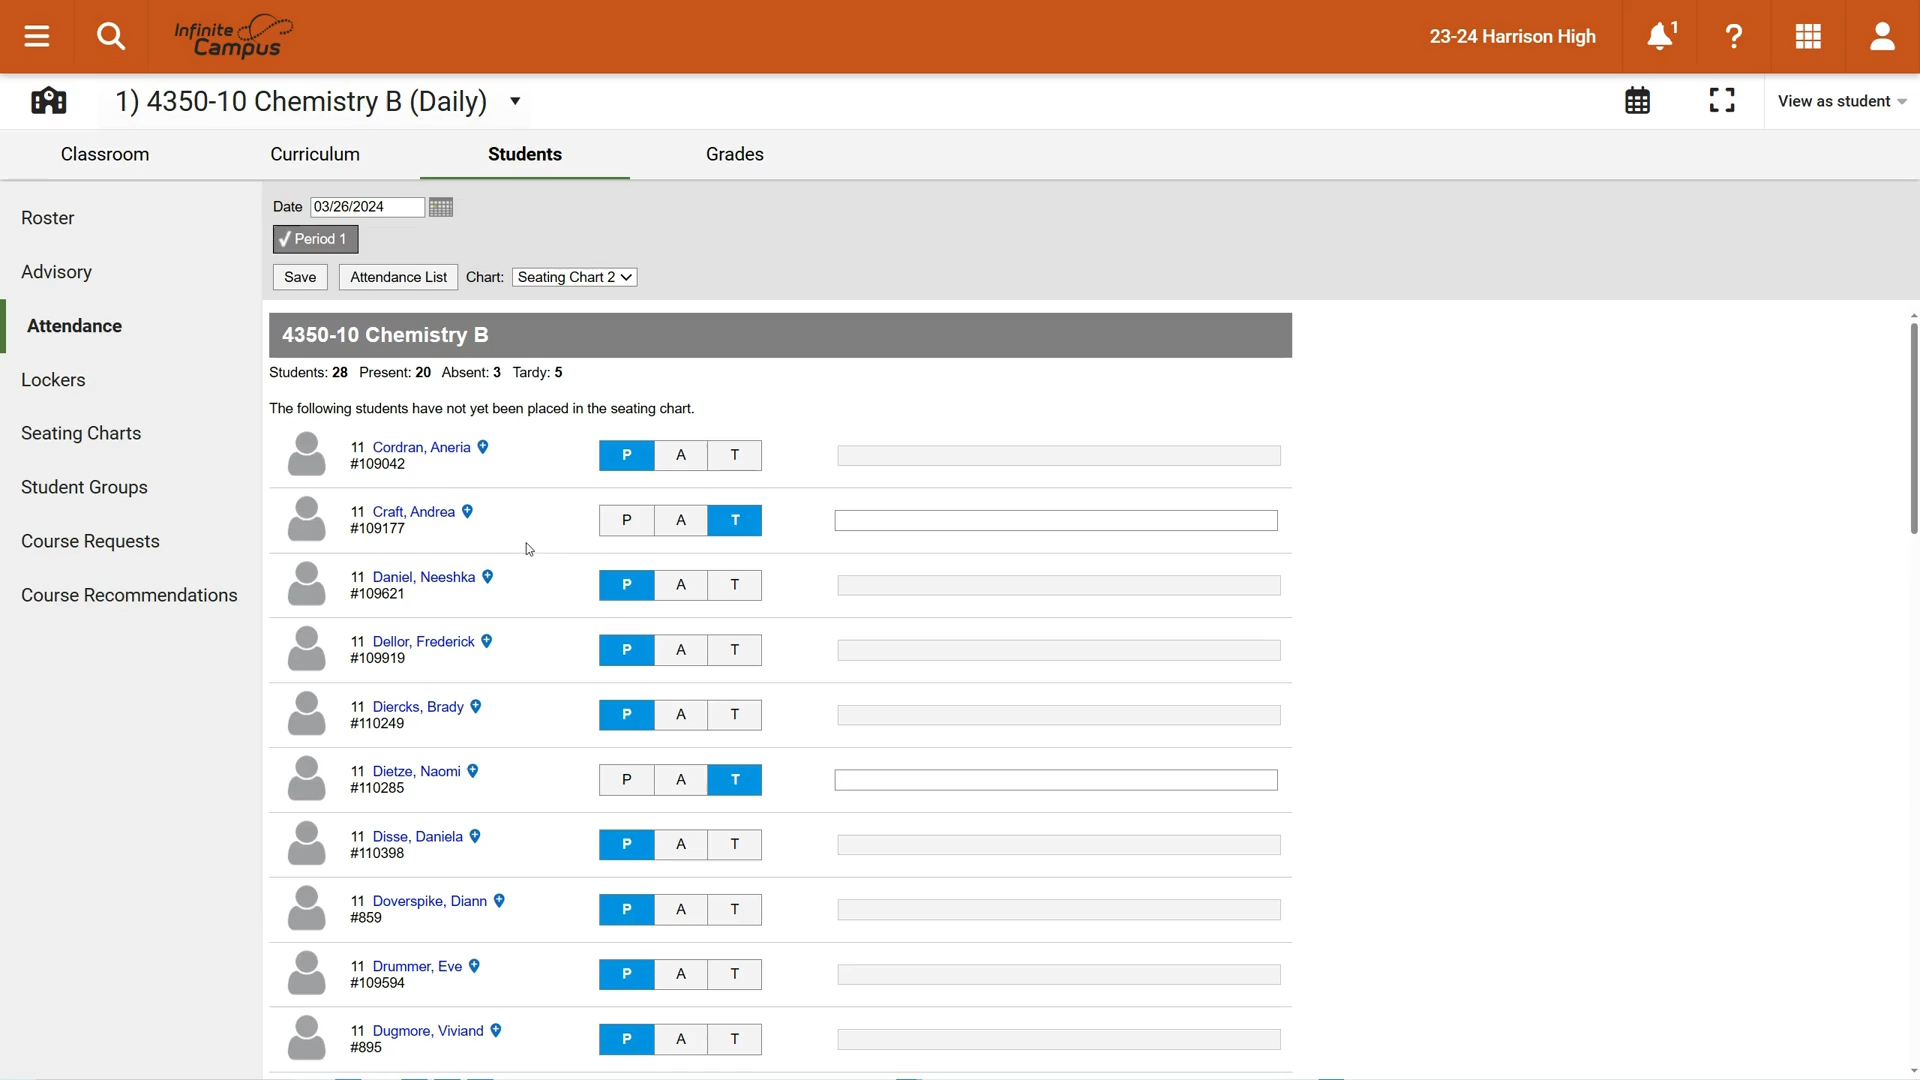 Infinite
Campus
23-24 Harrison High
1
?
1) 4350-10 Chemistry B (Daily)
View as student
Classroom
Curriculum
Students
Grades
Roster
Advisory
Attendance
Lockers
Seating Charts
Student Groups
Course Requests
Course Recommendations
Date 03/26/2024
Period 1
Save Attendance List Chart: Seating Chart 2
4350-10 Chemistry B
Students: 28 Present: 20 Absent: 3 Tardy: 5
The following students have not yet been placed in the seating chart.
11 Cordran, Aneria
#109042
P A T
11 Craft, Andrea
#109177
P A T
11 Daniel, Neeshka
#109621
P A T
11 Dellor, Frederick
#109919
P A T
11 Diercks, Brady
#110249
P A T
11 Dietze, Naomi
#110285
P A T
11 Disse, Daniela
#110398
P A T
11 Doverspike, Diann
#859
P A T
11 Drummer, Eve
#109594
P A T
11 Dugmore, Viviand
#895
P A T